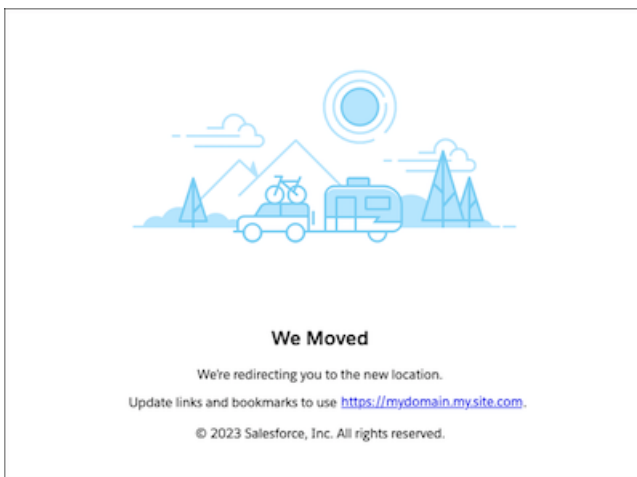 We Moved
We're redirecting you to the new location.
Update links and bookmarks to use https://mydomain.my.site.com.
© 2023 Salesforce, Inc. All rights reserved.